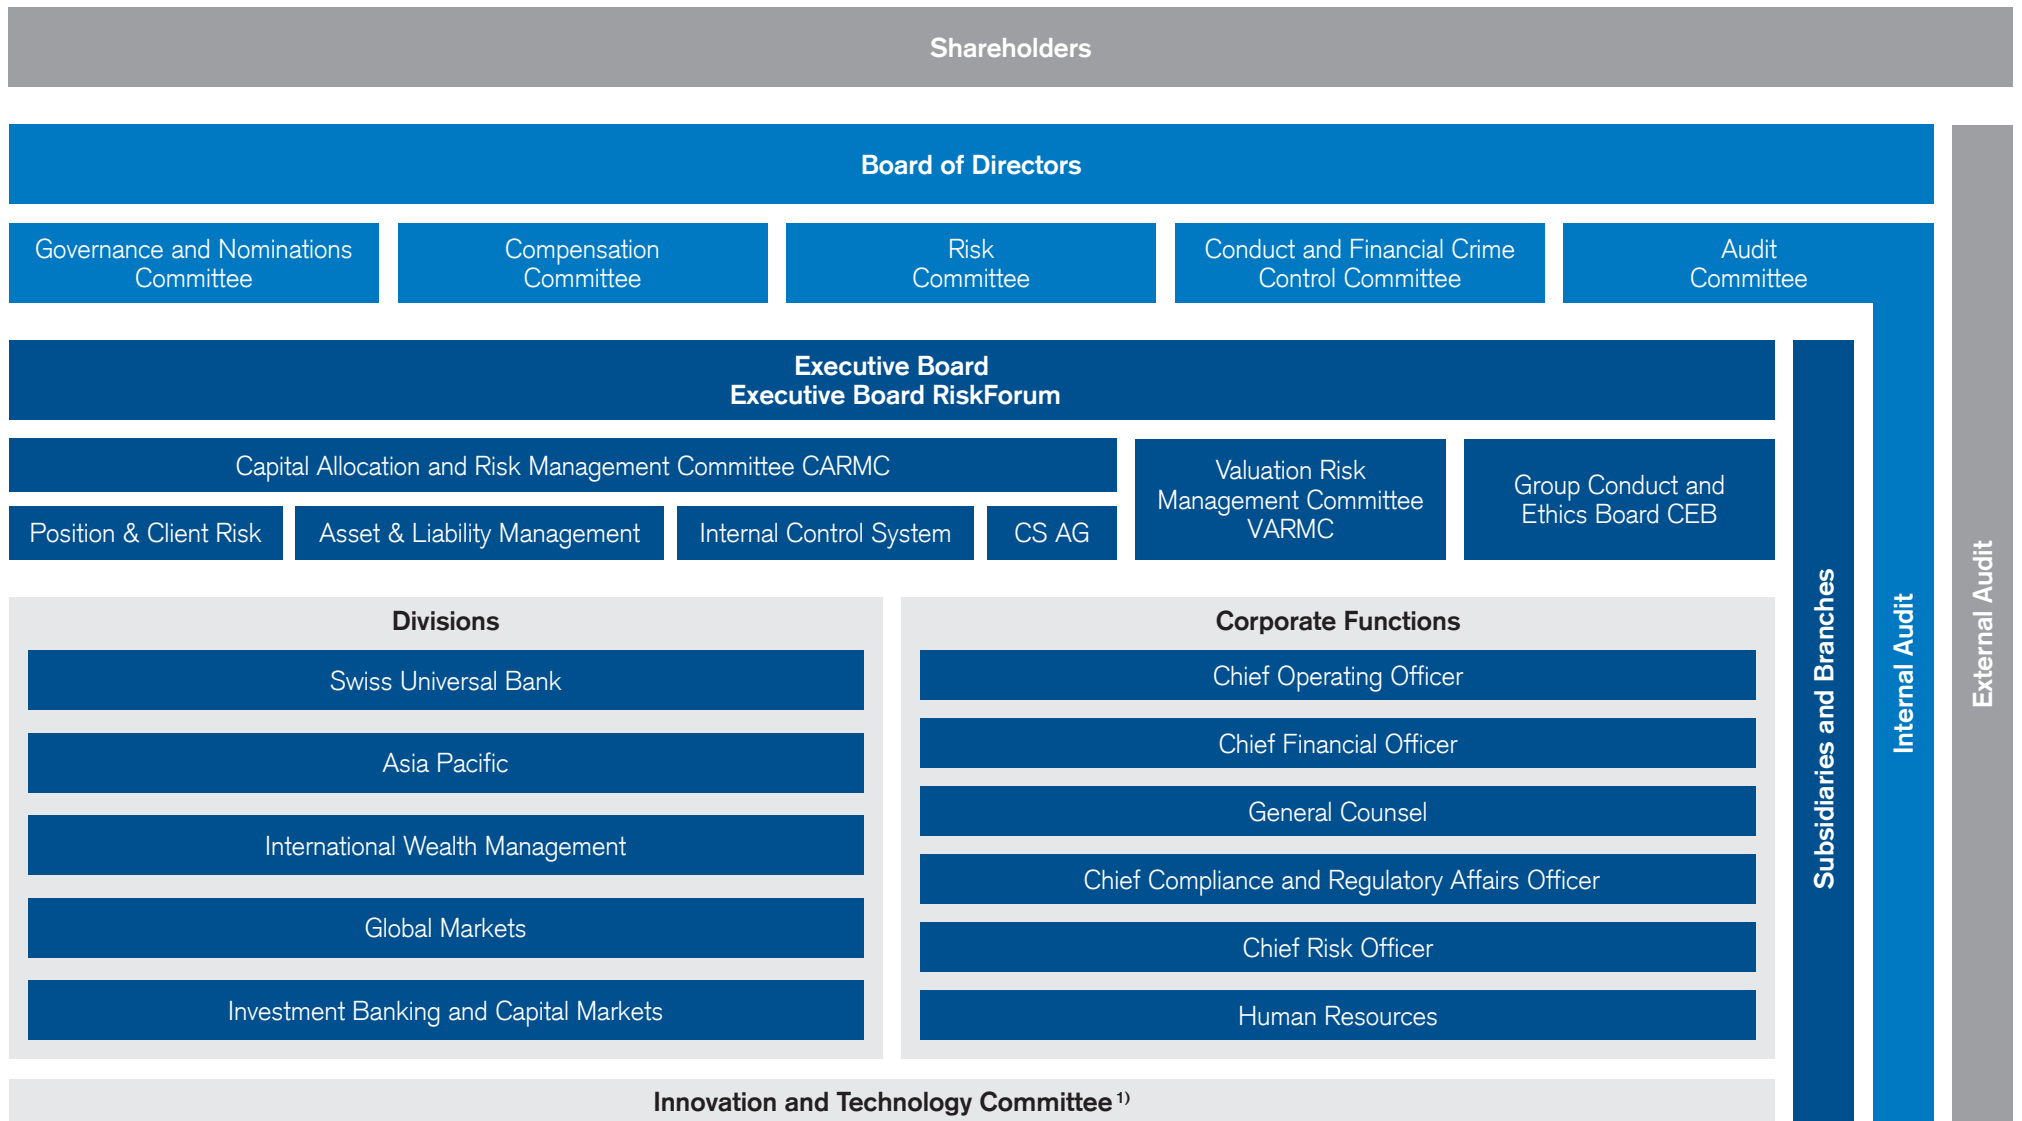 Shareholders
Board of Directors
Governance and Nominations
Committee
Compensation
Committee
Risk
Committee
Conduct and Financial Crime
Control Committee
Audit
Committee
Executive Board
Executive Board RiskForum
Capital Allocation and Risk Management Committee CARMC
Position & Client Risk
Asset & Liability Management
Internal Control System
CS AG
Valuation Risk
Management Committee
VARMC
Group Conduct and
Ethics Board CEB
Divisions
Swiss Universal Bank
Asia Pacific
International Wealth Management
Global Markets
Investment Banking and Capital Markets
Corporate Functions
Chief Operating Officer
Chief Financial Officer
General Counsel
Chief Compliance and Regulatory Affairs Officer
Chief Risk Officer
Human Resources
Innovation and Technology Committee 1)
Subsidiaries and Branches
Internal Audit
External Audit